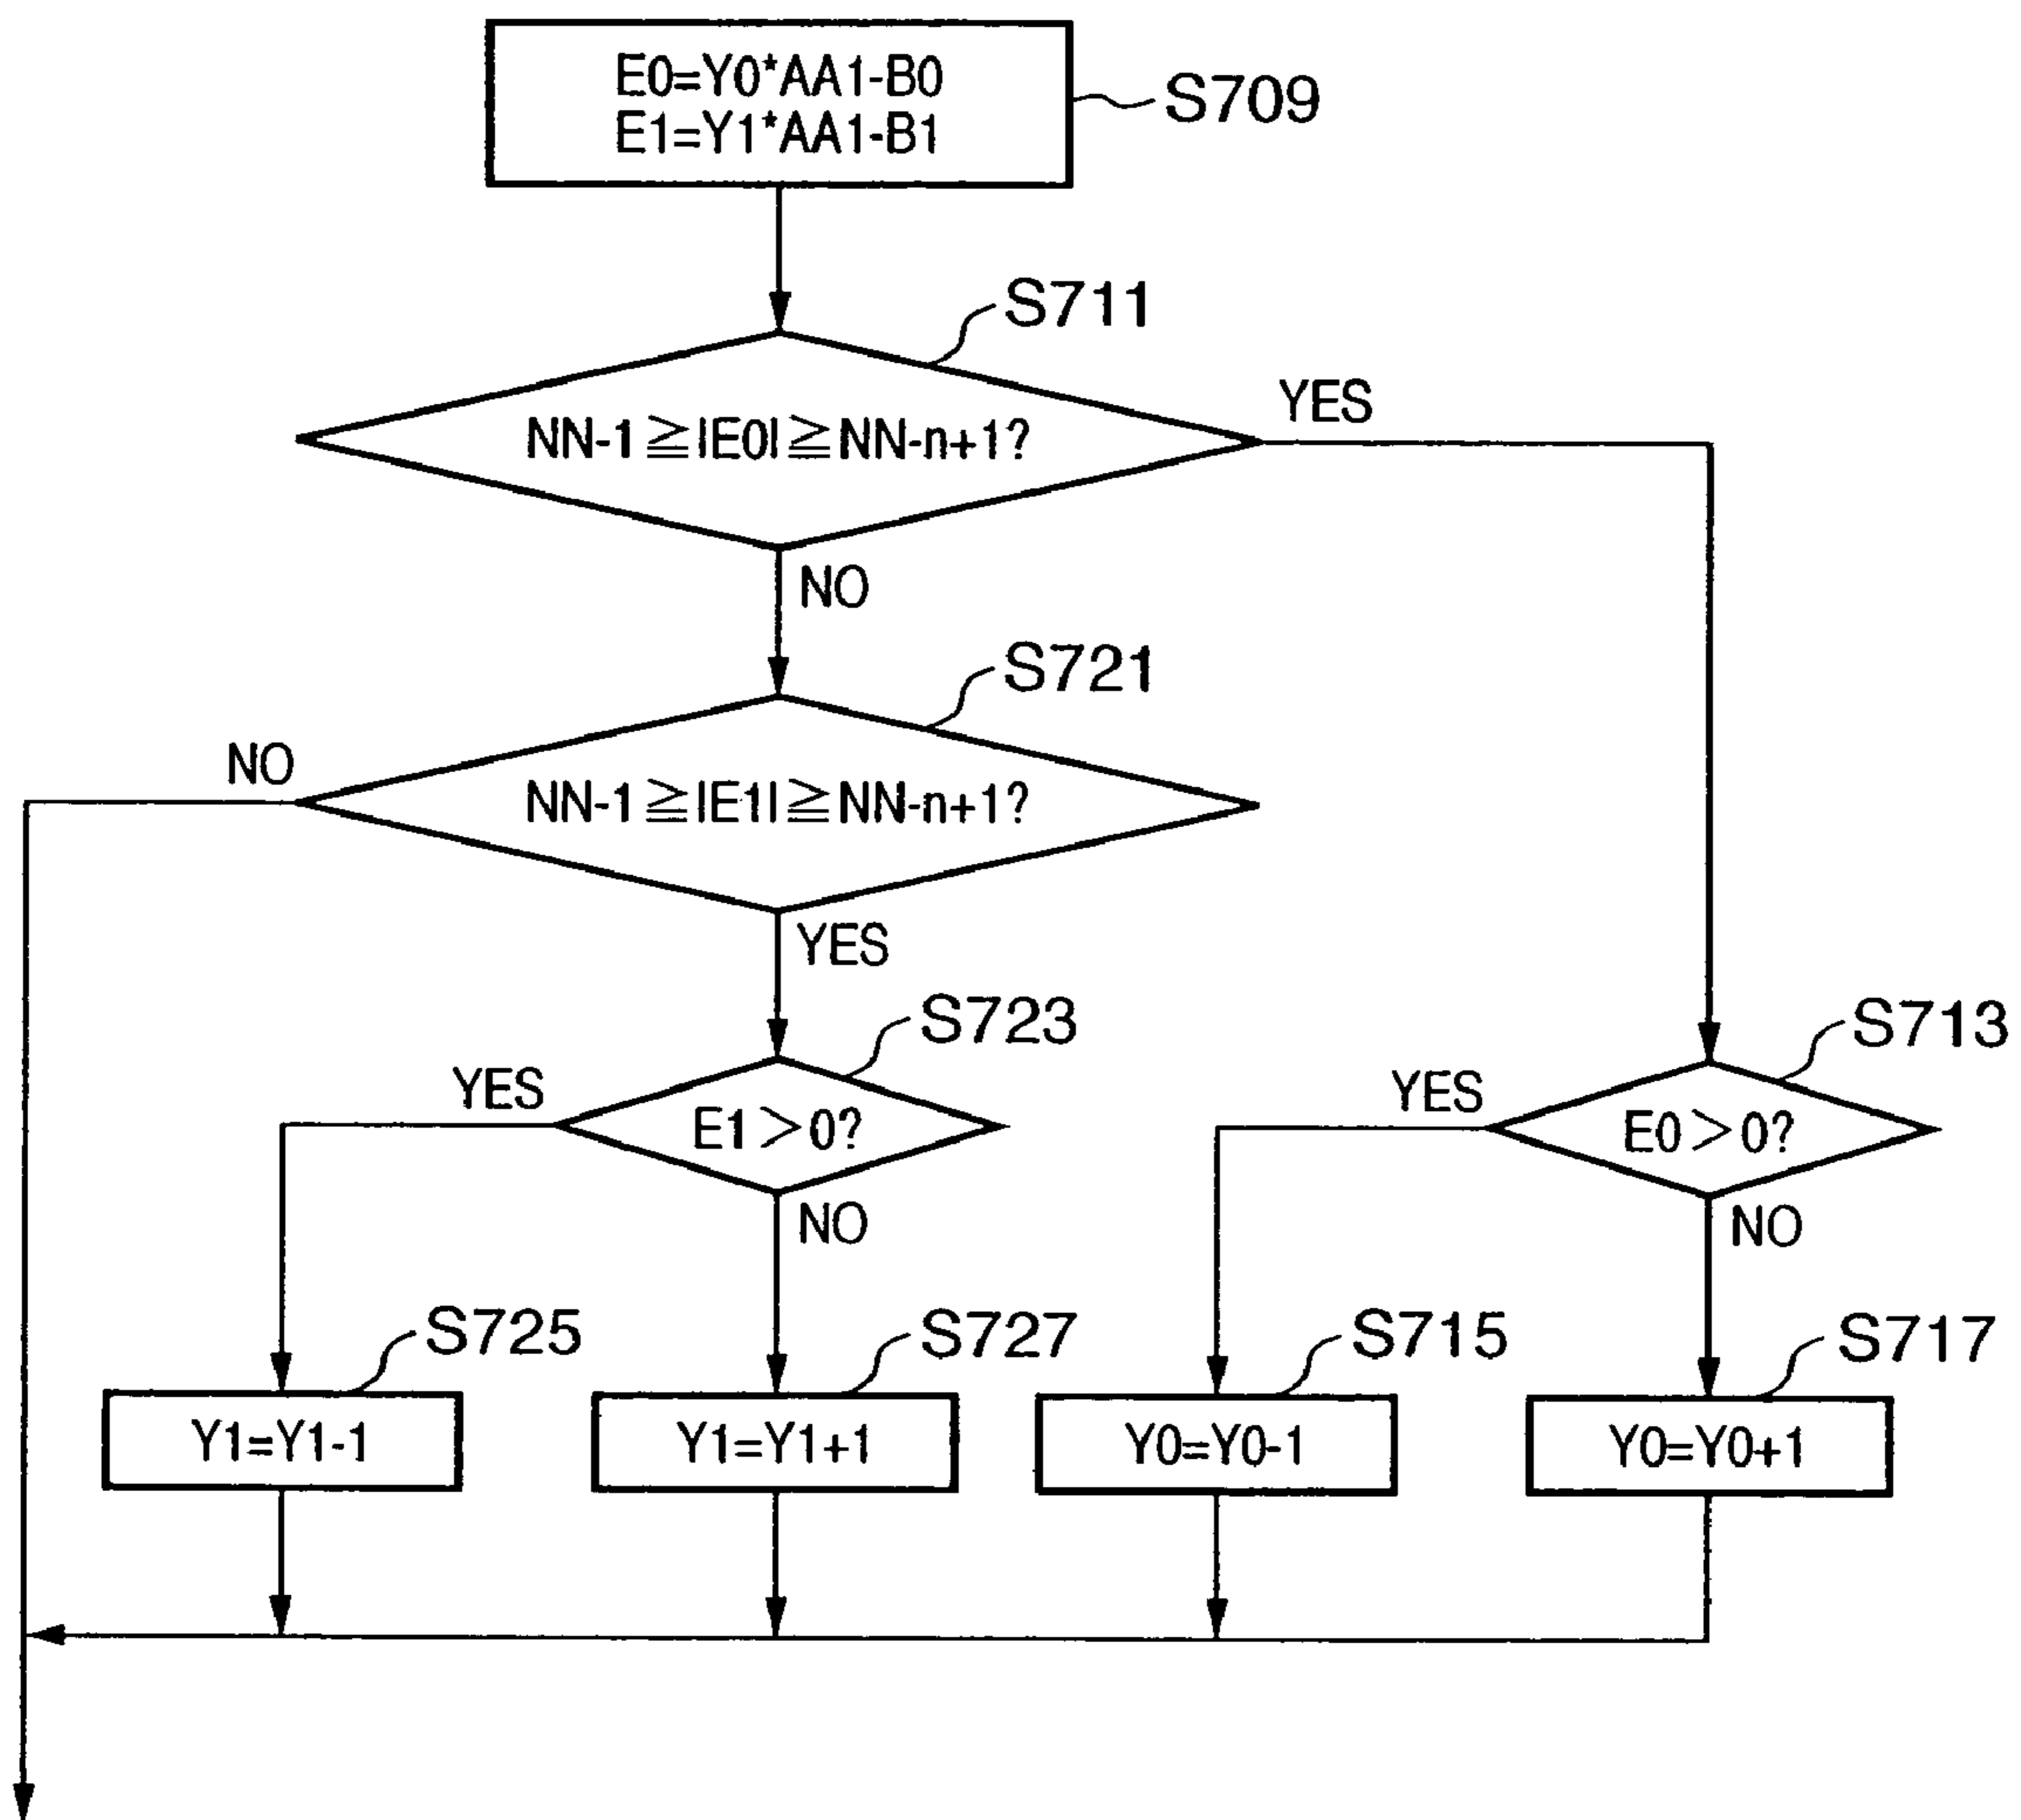 E0=Y0*AA1-B0
E1=Y1*AA1-B1
S709
S711
NN-1≧|E0|≧NN-n+1?
YES
NO
S721
NO
NN-1≧|E1|≧NN-n+1?
YES
S723
S713
YES
E1>0?
YES
E0>0?
NO
NO
S725
S727
S715
S717
Y1=Y1-1
Y1=Y1+1
Y0=Y0-1
Y0=Y0+1